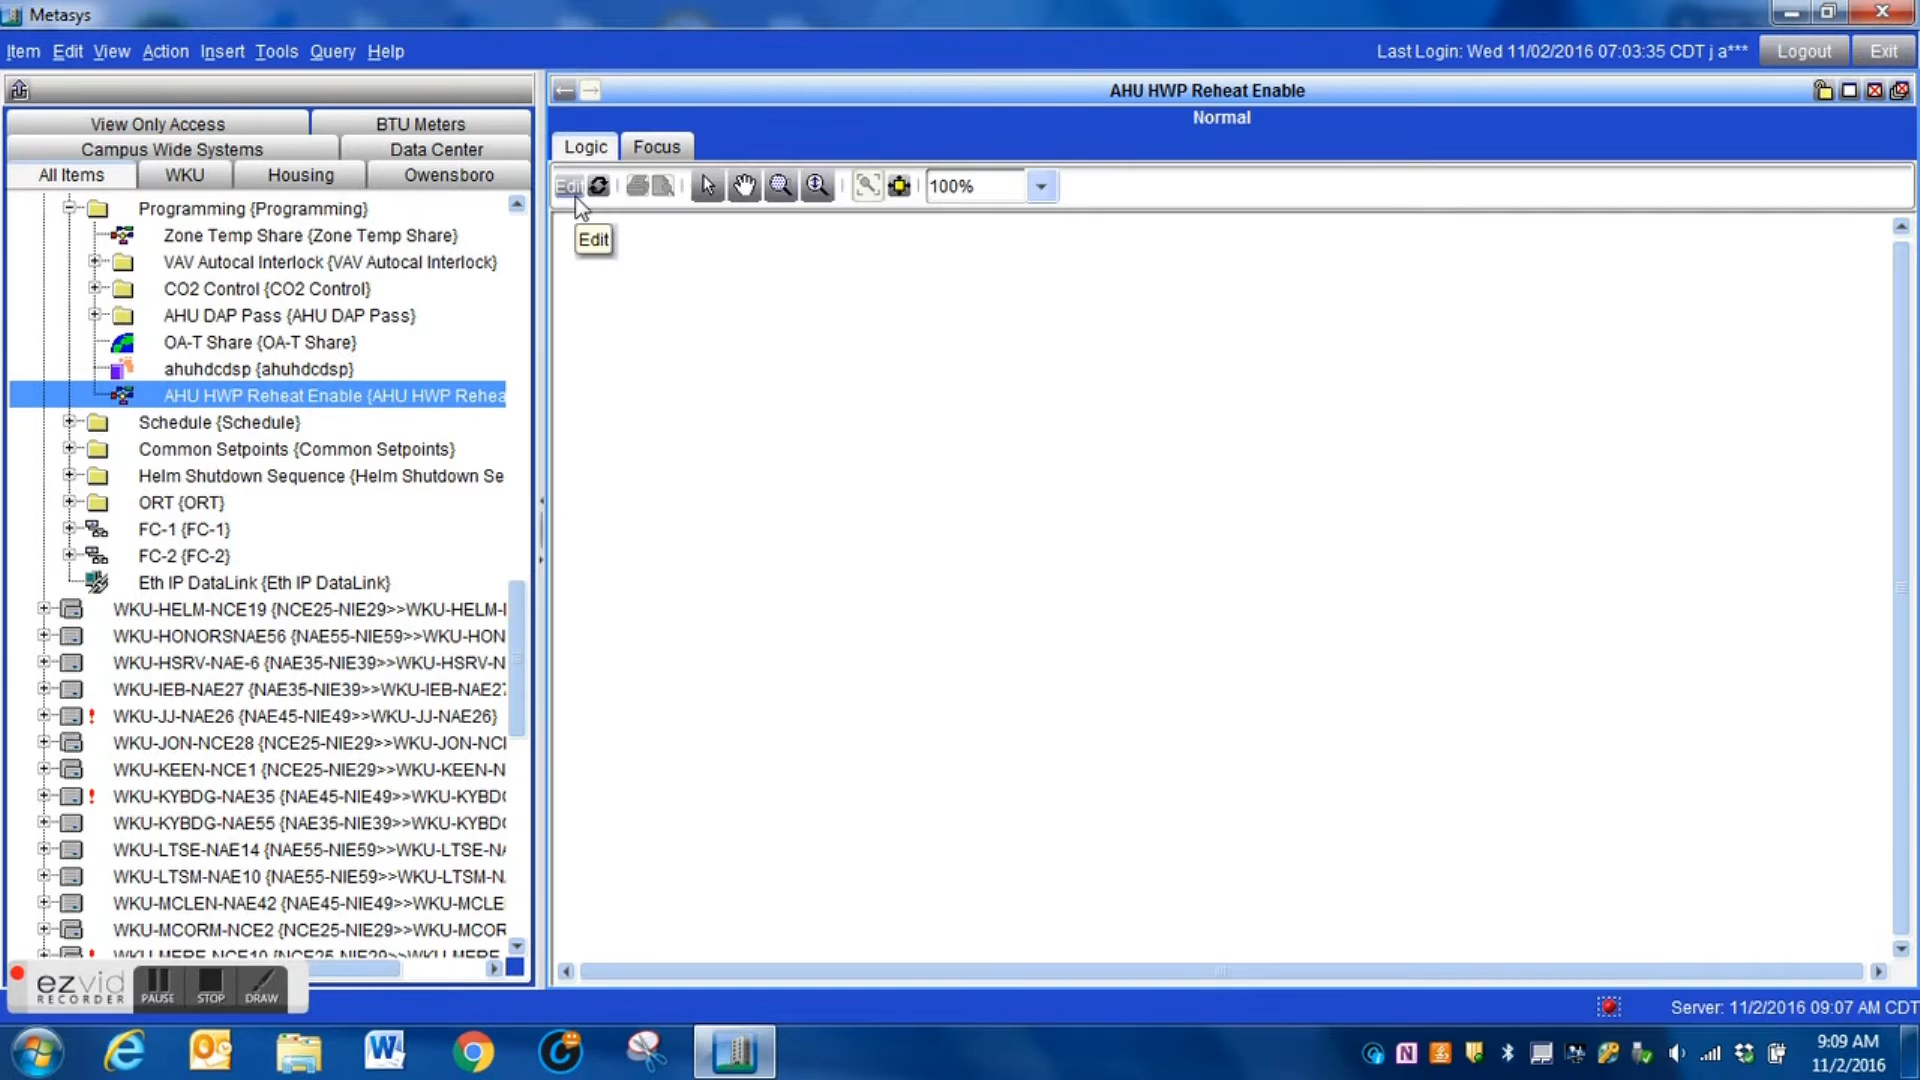 Metasys
Item Edit View Action Insert Tools Query Help
Last Login: Wed 11/02/2016 07:03:35 CDT j a***
Logout
Exit
View Only Access
BTU Meters
Campus Wide Systems
Data Center
All Items
WKU
Housing
Owensboro
Programming {Programming}
Zone Temp Share {Zone Temp Share}
VAV Autocal Interlock {VAV Autocal Interlock}
CO2 Control {CO2 Control}
AHU DAP Pass {AHU DAP Pass}
OA-T Share {OA-T Share}
ahuhdcdsp {ahuhdcdsp}
AHU HWP Reheat Enable {AHU HWP Rehea
Schedule {Schedule}
Common Setpoints {Common Setpoints}
Helm Shutdown Sequence {Helm Shutdown Se
ORT {ORT}
FC-1 {FC-1}
FC-2 {FC-2}
Eth IP DataLink {Eth IP DataLink}
WKU-HELM-NCE19 {NCE25-NIE29>>WKU-HELM-
WKU-HONORSNAE56 {NAE55-NIE59>>WKU-HON
WKU-HSRV-NAE-6 {NAE35-NIE39>>WKU-HSRV-N
WKU-IEB-NAE27 {NAE35-NIE39>>WKU-IEB-NAE27
WKU-JJ-NAE26 {NAE45-NIE49>>WKU-JJ-NAE26}
WKU-JON-NCE28 {NCE25-NIE29>>WKU-JON-NC
WKU-KEEN-NCE1 {NCE25-NIE29>>WKU-KEEN-N
WKU-KYBDG-NAE35 {NAE45-NIE49>>WKU-KYBD
WKU-KYBDG-NAE55 {NAE35-NIE39>>WKU-KYBD
WKU-LTSE-NAE14 {NAE55-NIE59>>WKU-LTSE-N
WKU-LTSM-NAE10 {NAE55-NIE59>>WKU-LTSM-N
WKU-MCLEN-NAE42 {NAE45-NIE49>>WKU-MCLE
WKU-MCORM-NCE2 {NCE25-NIE29>>WKU-MCOR
WKU-MERE-NCE10 {NCE25-NIE29>>WKU-MERE
AHU HWP Reheat Enable
Normal
Logic
Focus
Edit
100%
Edit
ezvid
RECORDER
PAUSE
STOP
DRAW
Server: 11/2/2016 09:07 AM CDT
9:09 AM
11/2/2016